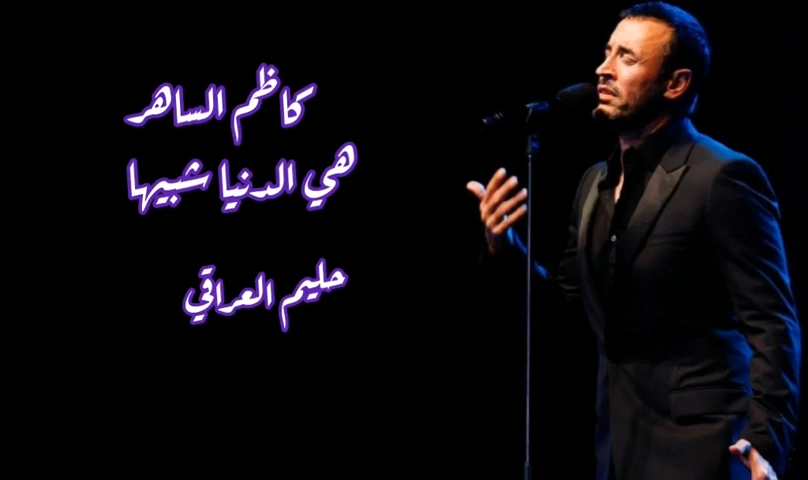 كاظم الساهر
هي الدنيا شبيها
حليم العراقي